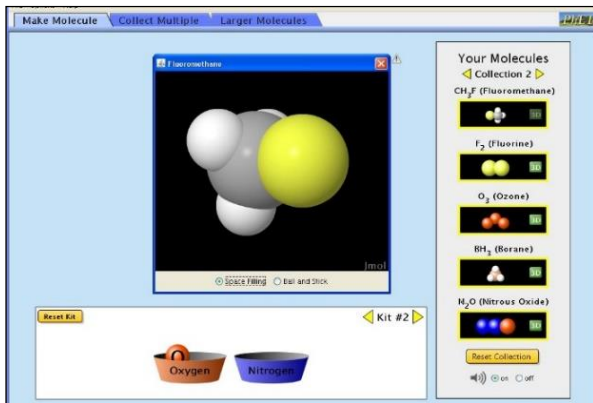 Make Molecule
Collect Multiple
Larger Molecules
Fluoromethane
Jmol
Space Filling
Ball and Stick
Reset Kit
Kit #2
O
Oxygen
Nitrogen
Your Molecules
Collection 2
CH₃F (Fluoromethane)
3D
F₂ (Fluorine)
3D
O₃ (Ozone)
3D
BH₃ (Borane)
3D
N₂O (Nitrous Oxide)
3D
Reset Collection
on
off